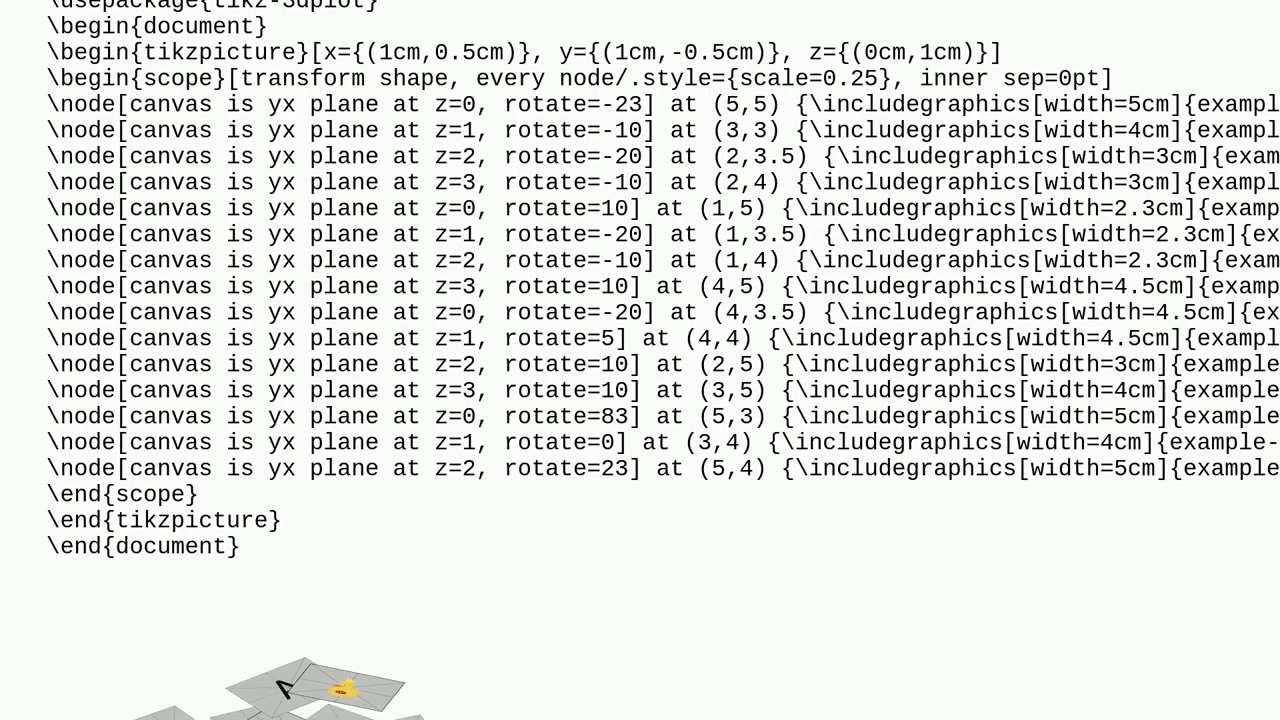 \usepackage{tikz-3dplot}
\begin{document}
\begin{tikzpicture}[x={(1cm,0.5cm)}, y={(1cm,-0.5cm)}, z={(0cm,1cm)}]
\begin{scope}[transform shape, every node/.style={scale=0.25}, inner sep=0pt]
\node[canvas is yx plane at z=0, rotate=-23] at (5,5) {\includegraphics[width=5cm]{exampl
\node[canvas is yx plane at z=1, rotate=-10] at (3,3) {\includegraphics[width=4cm]{exampl
\node[canvas is yx plane at z=2, rotate=-20] at (2,3.5) {\includegraphics[width=3cm]{exam
\node[canvas is yx plane at z=3, rotate=-10] at (2,4) {\includegraphics[width=3cm]{exampl
\node[canvas is yx plane at z=0, rotate=10] at (1,5) {\includegraphics[width=2.3cm]{examp
\node[canvas is yx plane at z=1, rotate=-20] at (1,3.5) {\includegraphics[width=2.3cm]{ex
\node[canvas is yx plane at z=2, rotate=-10] at (1,4) {\includegraphics[width=2.3cm]{exam
\node[canvas is yx plane at z=3, rotate=10] at (4,5) {\includegraphics[width=4.5cm]{examp
\node[canvas is yx plane at z=0, rotate=-20] at (4,3.5) {\includegraphics[width=4.5cm]{ex
\node[canvas is yx plane at z=1, rotate=5] at (4,4) {\includegraphics[width=4.5cm]{exampl
\node[canvas is yx plane at z=2, rotate=10] at (2,5) {\includegraphics[width=3cm]{example
\node[canvas is yx plane at z=3, rotate=10] at (3,5) {\includegraphics[width=4cm]{example
\node[canvas is yx plane at z=0, rotate=83] at (5,3) {\includegraphics[width=5cm]{example
\node[canvas is yx plane at z=1, rotate=0] at (3,4) {\includegraphics[width=4cm]{example-
\node[canvas is yx plane at z=2, rotate=23] at (5,4) {\includegraphics[width=5cm]{example
\end{scope}
\end{tikzpicture}
\end{document}
A